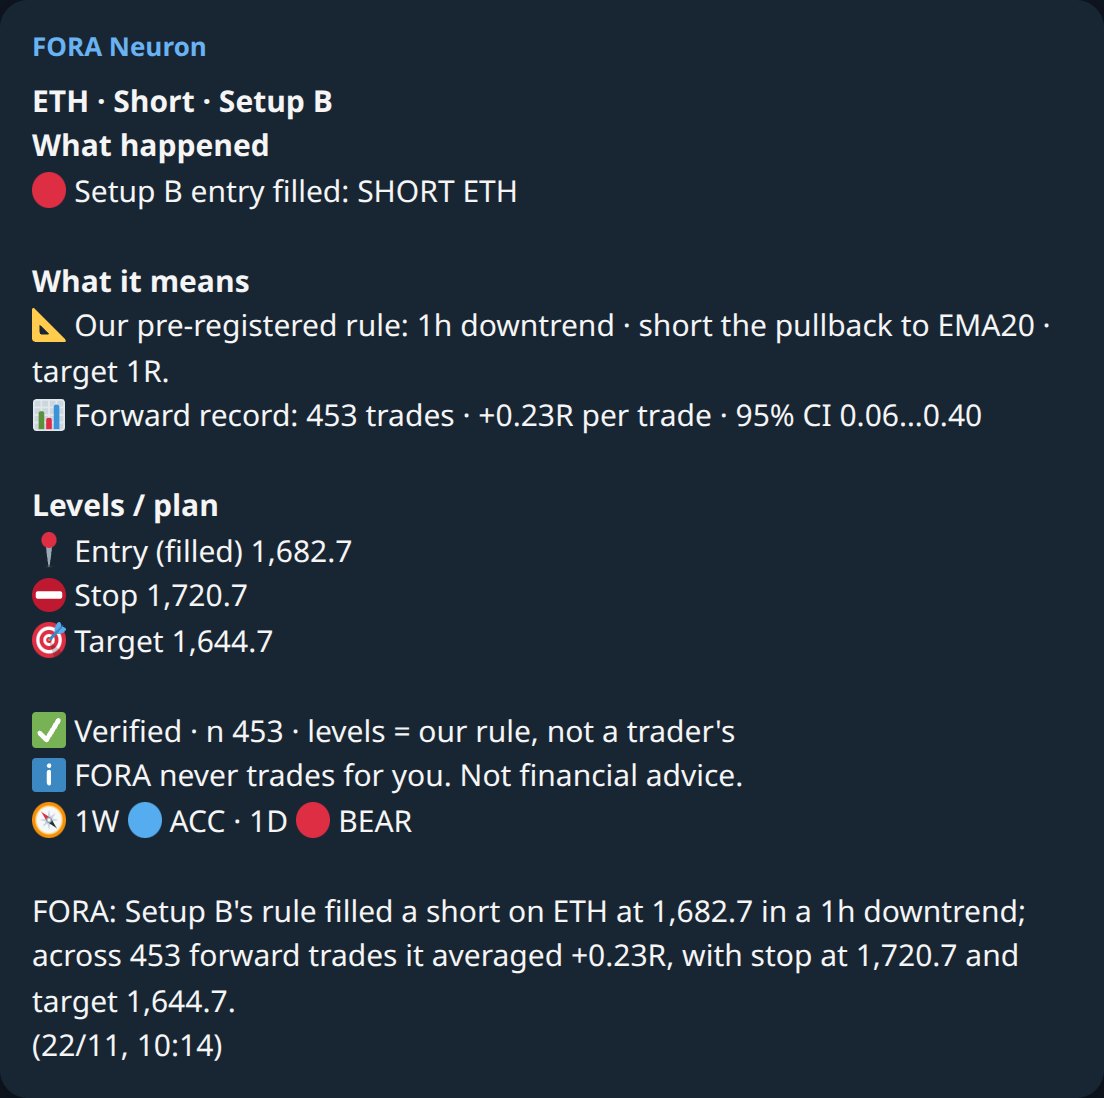 FORA Neuron
ETH · Short · Setup B
What happened
🔴 Setup B entry filled: SHORT ETH
What it means
📐 Our pre-registered rule: 1h downtrend · short the pullback to EMA20 ·
target 1R.
📊 Forward record: 453 trades · +0.23R per trade · 95% CI 0.06…0.40
Levels / plan
📍 Entry (filled) 1,682.7
⛔ Stop 1,720.7
🎯 Target 1,644.7
✅ Verified · n 453 · levels = our rule, not a trader's
ℹ️ FORA never trades for you. Not financial advice.
🧭 1W 🔵 ACC · 1D 🔴 BEAR
FORA: Setup B's rule filled a short on ETH at 1,682.7 in a 1h downtrend;
across 453 forward trades it averaged +0.23R, with stop at 1,720.7 and
target 1,644.7.
(22/11, 10:14)